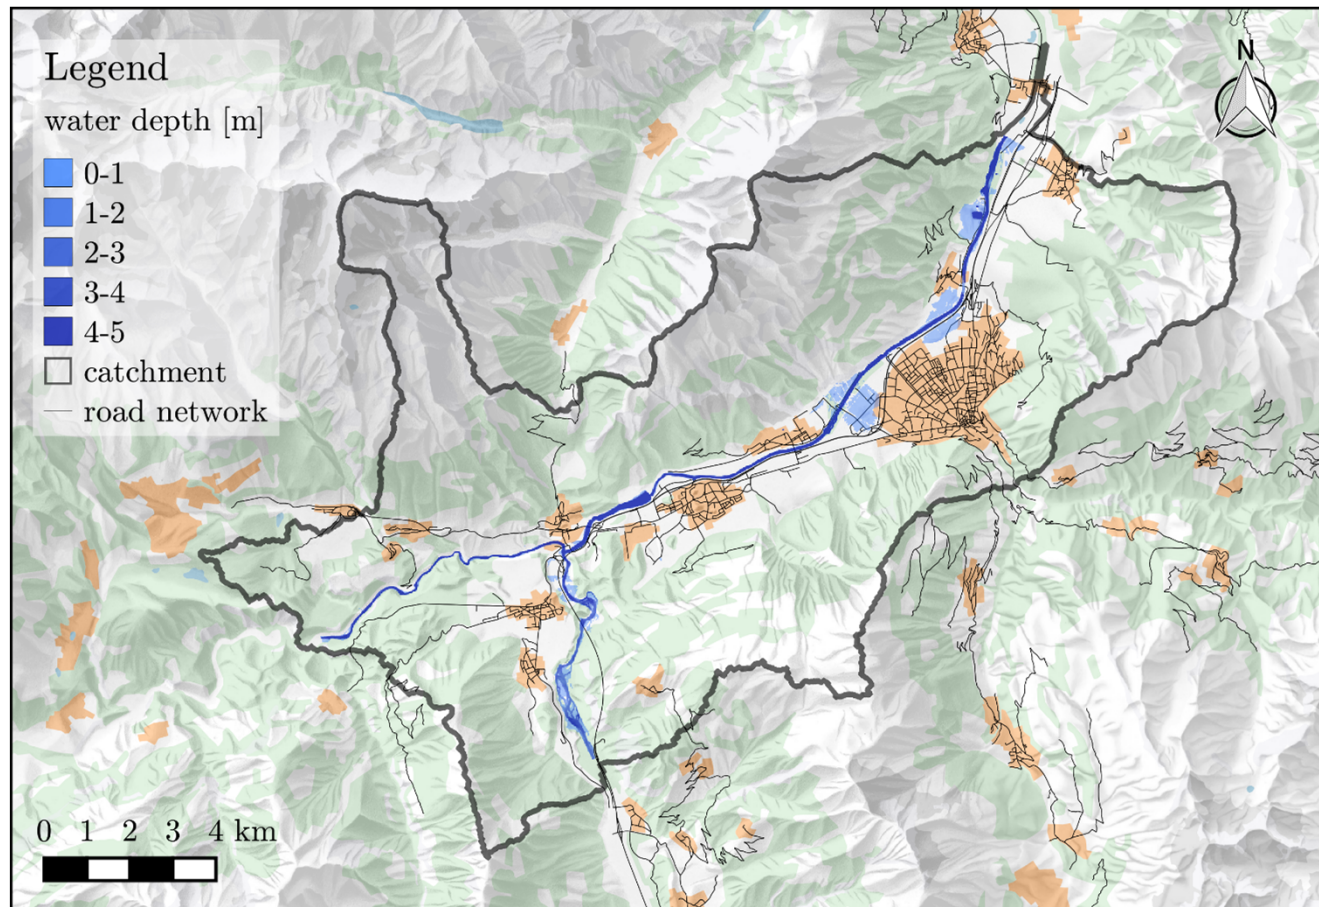 Legend
water depth [m]
0-1
1-2
2-3
3-4
4-5
catchment
road network
N
0 1 2 3 4 km